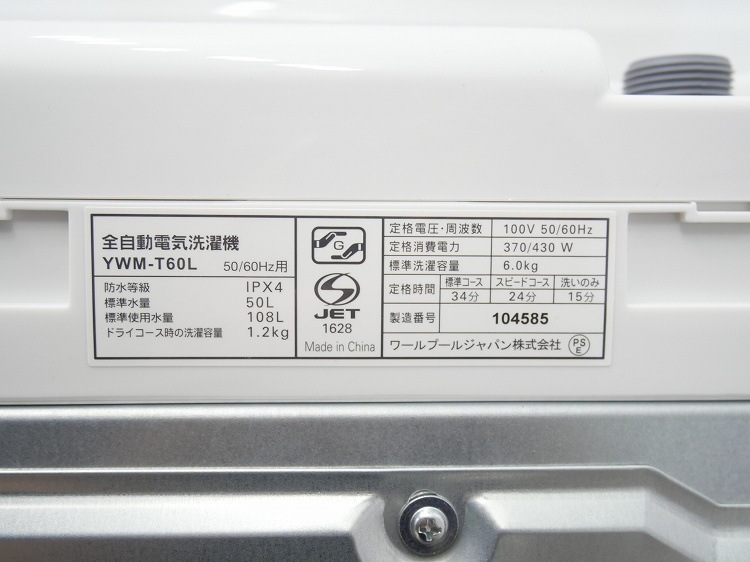 全自動電気洗濯機
YWM-T60L 50/60Hz用
防水等級 IPX4
標準水量 50L
標準使用水量 108L
ドライコース時の洗濯容量 1.2kg
G
S
JET
1628
Made in China
定格電圧・周波数 100V 50/60Hz
定格消費電力 370/430 W
標準洗濯容量 6.0kg
定格時間 標準コース スピードコース 洗いのみ
34分 24分 15分
製造番号 104585
ワールプールジャパン株式会社 PS E